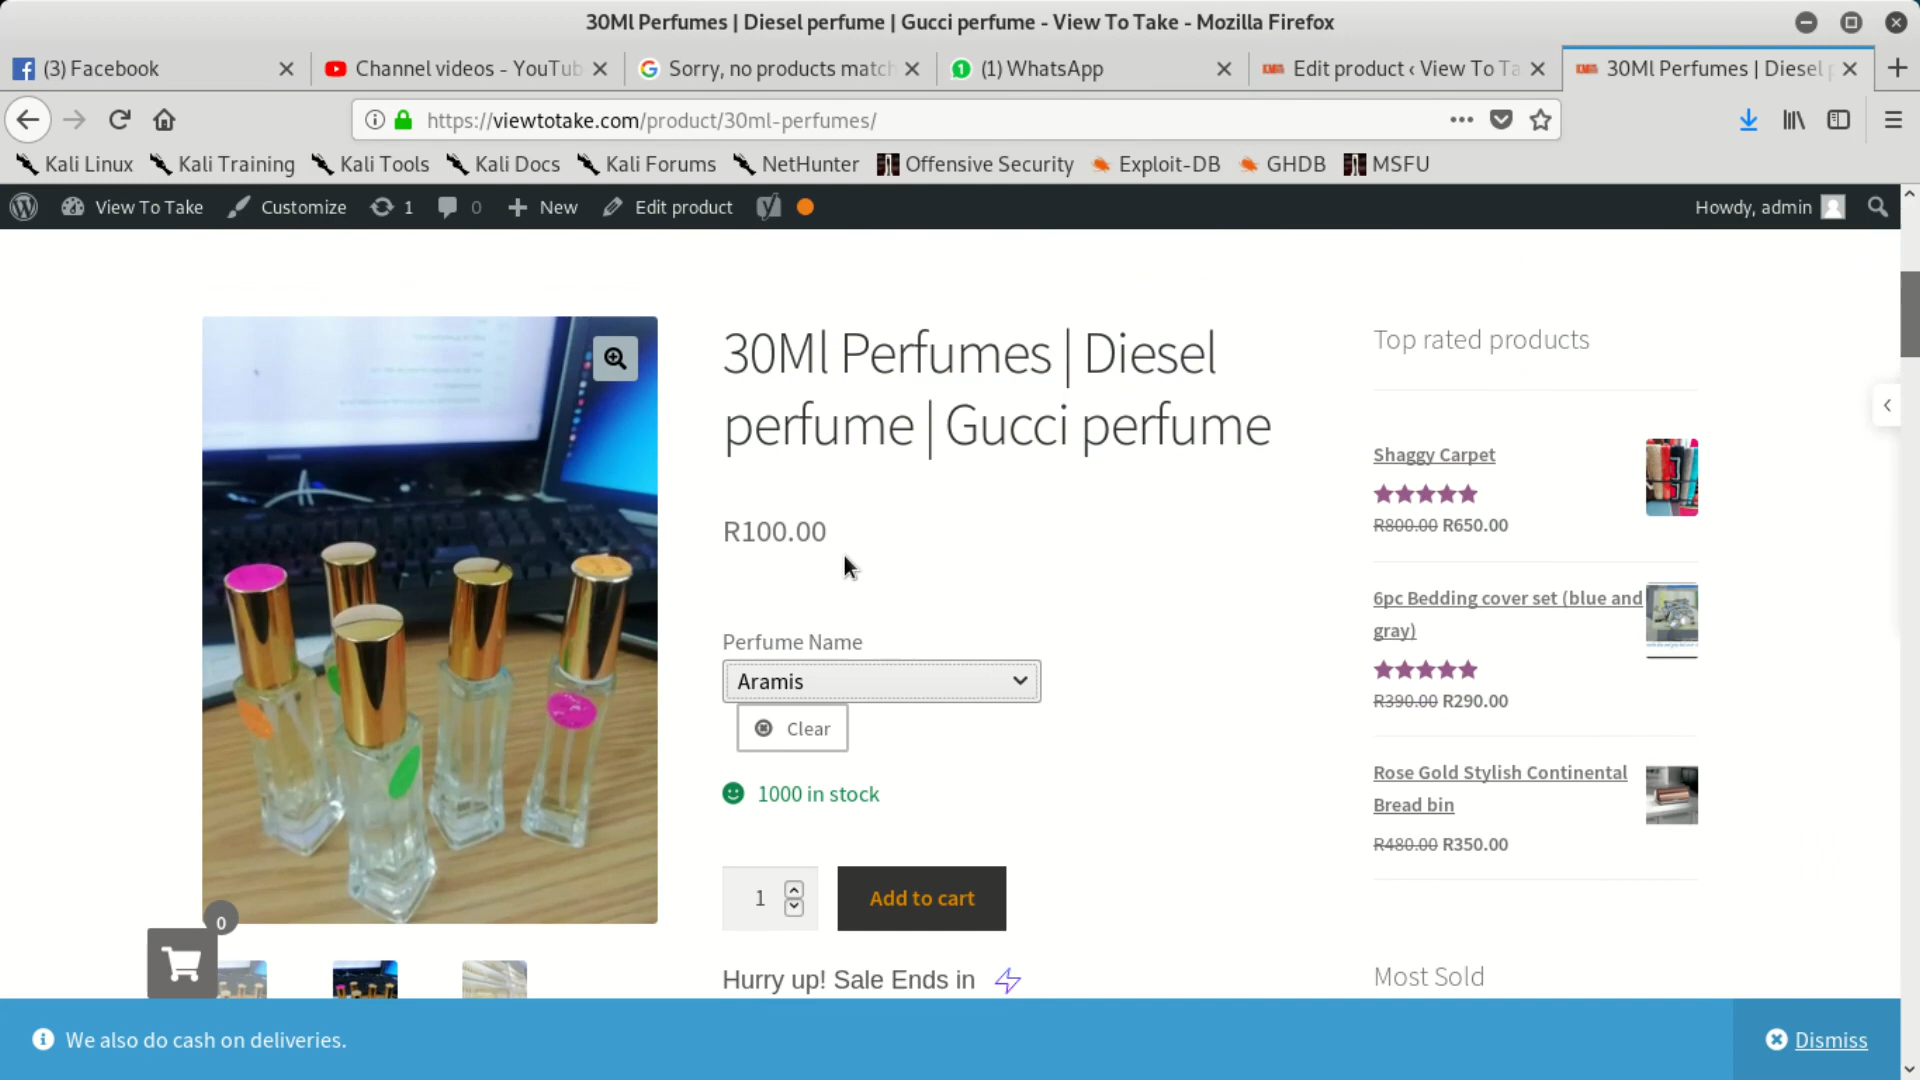 30Ml Perfumes | Diesel perfume | Gucci perfume - View To Take - Mozilla Firefox
(3) Facebook
Channel videos - YouTub
Sorry, no products match
(1) WhatsApp
Edit product ‹ View To Ta
30Ml Perfumes | Diesel p
https://viewtotake.com/product/30ml-perfumes/
Kali Linux
Kali Training
Kali Tools
Kali Docs
Kali Forums
NetHunter
Offensive Security
Exploit-DB
GHDB
MSFU
View To Take
Customize
1
0
New
Edit product
Howdy, admin
30Ml Perfumes | Diesel
perfume | Gucci perfume
R100.00
Perfume Name
Aramis
Clear
1000 in stock
1
Add to cart
Hurry up! Sale Ends in
0
Top rated products
Shaggy Carpet
R800.00 R650.00
6pc Bedding cover set (blue and
gray)
R390.00 R290.00
Rose Gold Stylish Continental
Bread bin
R480.00 R350.00
Most Sold
We also do cash on deliveries.
Dismiss